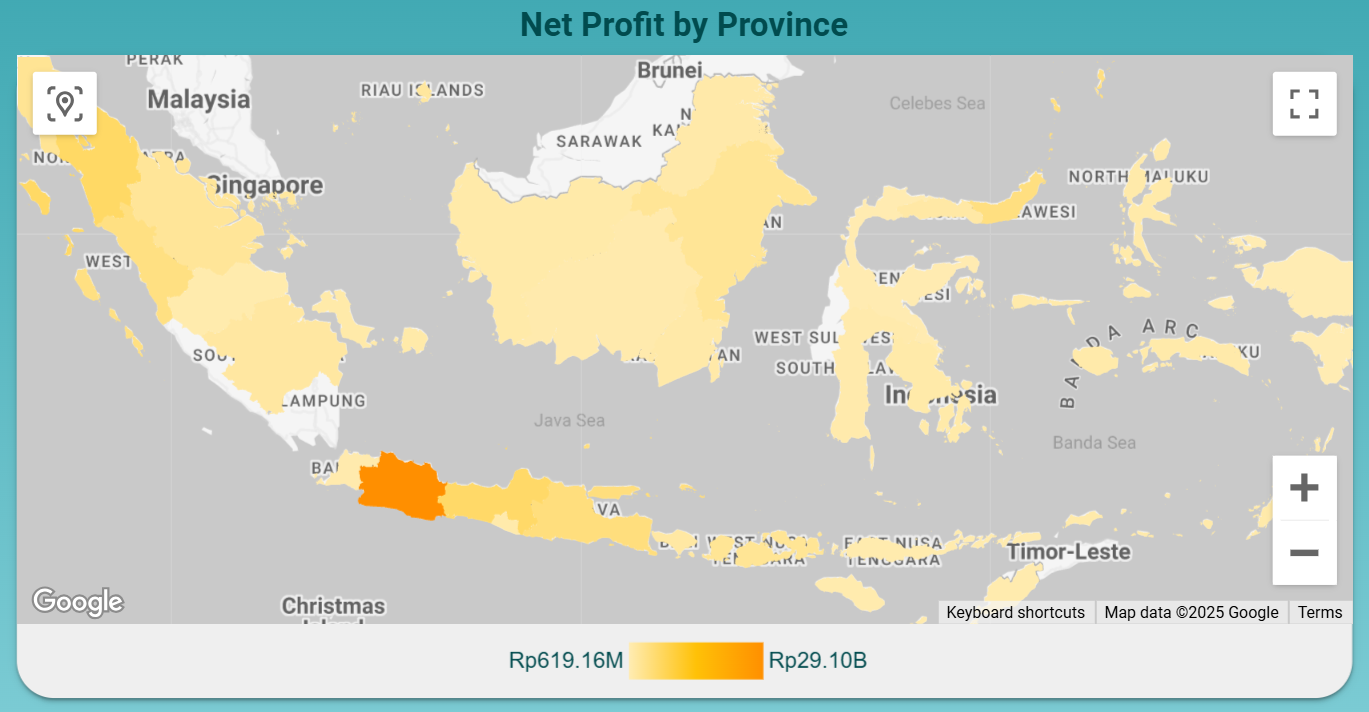 Net Profit by Province
PERAK
Brunei
Malaysia
RIAU ISLANDS
Celebes Sea
SARAWAK
Singapore
NORTH MALUKU
WEST
WEST SUL
SOUTH
Indonesia
BANDA ARC
LAMPUNG
Java Sea
Banda Sea
WEST NUSA
TENGGARA
EAST NUSA
TENGGARA
Timor-Leste
Christmas
Island
Google
Keyboard shortcuts
Map data ©2025 Google
Terms
Rp619.16M
Rp29.10B